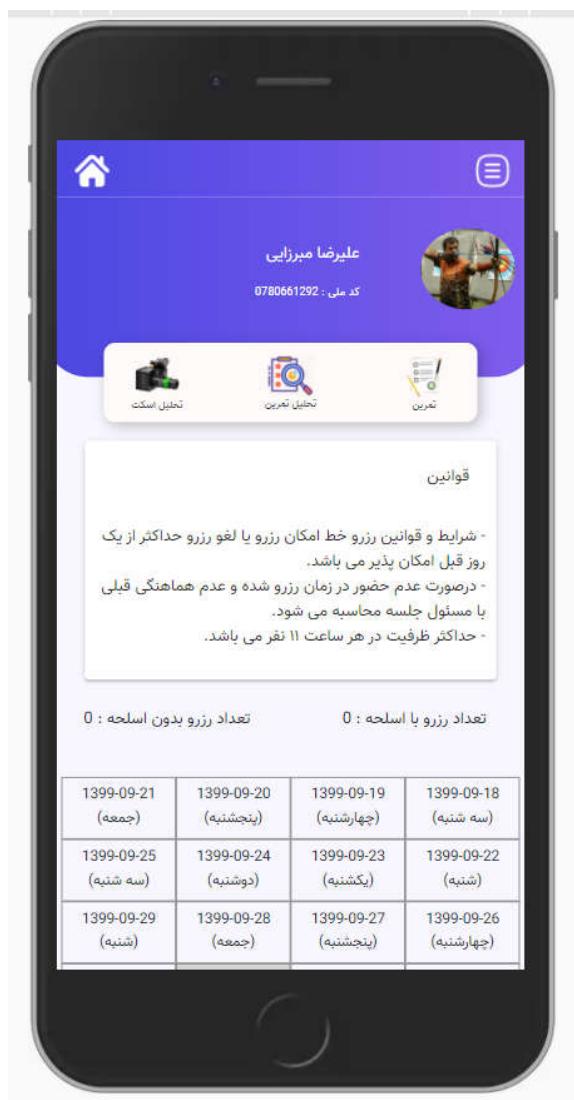 علیرضا میرزایی
کد ملی : 0780661292
تمرین
تحلیل تمرین
تحلیل اسکت
قوانین
- شرایط و قوانین رزرو خط امکان رزرو یا لغو رزرو حداکثر از یک
روز قبل امکان پذیر می باشد.
- درصورت عدم حضور در زمان رزرو شده و عدم هماهنگی قبلی
با مسئول جلسه محاسبه می شود.
- حداکثر ظرفیت در هر ساعت ۱۱ نفر می باشد.
تعداد رزرو با اسلحه : 0
تعداد رزرو بدون اسلحه : 0
1399-09-18
(سه شنبه)
1399-09-19
(چهارشنبه)
1399-09-20
(پنجشنبه)
1399-09-21
(جمعه)
1399-09-22
(شنبه)
1399-09-23
(یکشنبه)
1399-09-24
(دوشنبه)
1399-09-25
(سه شنبه)
1399-09-26
(چهارشنبه)
1399-09-27
(پنجشنبه)
1399-09-28
(جمعه)
1399-09-29
(شنبه)